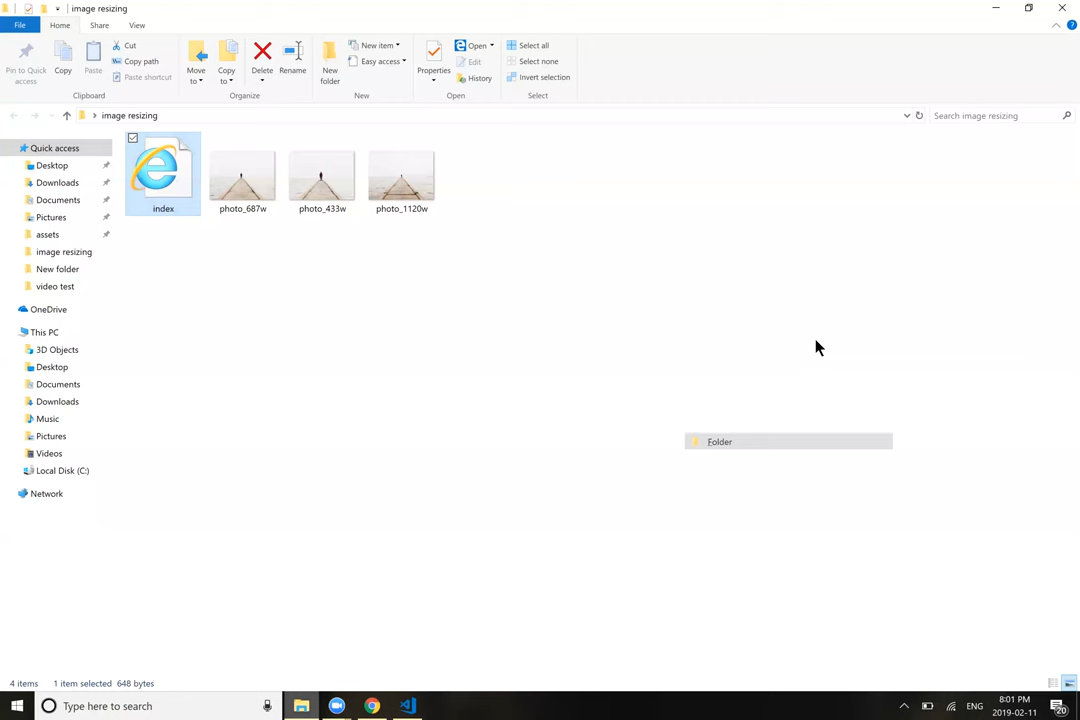 image resizing
File
Home
Share
View
Pin to Quick access
Copy
Paste
Cut
Copy path
Paste shortcut
Clipboard
Move to
Copy to
Delete
Rename
Organize
New folder
New item
Easy access
New
Properties
Open
Edit
History
Open
Select all
Select none
Invert selection
Select
image resizing
Search image resizing
Quick access
Desktop
Downloads
Documents
Pictures
assets
image resizing
New folder
video test
OneDrive
This PC
3D Objects
Desktop
Documents
Downloads
Music
Pictures
Videos
Local Disk (C:)
Network
index
photo_687w
photo_433w
photo_1120w
Folder
4 items
1 item selected 648 bytes
Type here to search
ENG
8:01 PM
2019-02-11
20